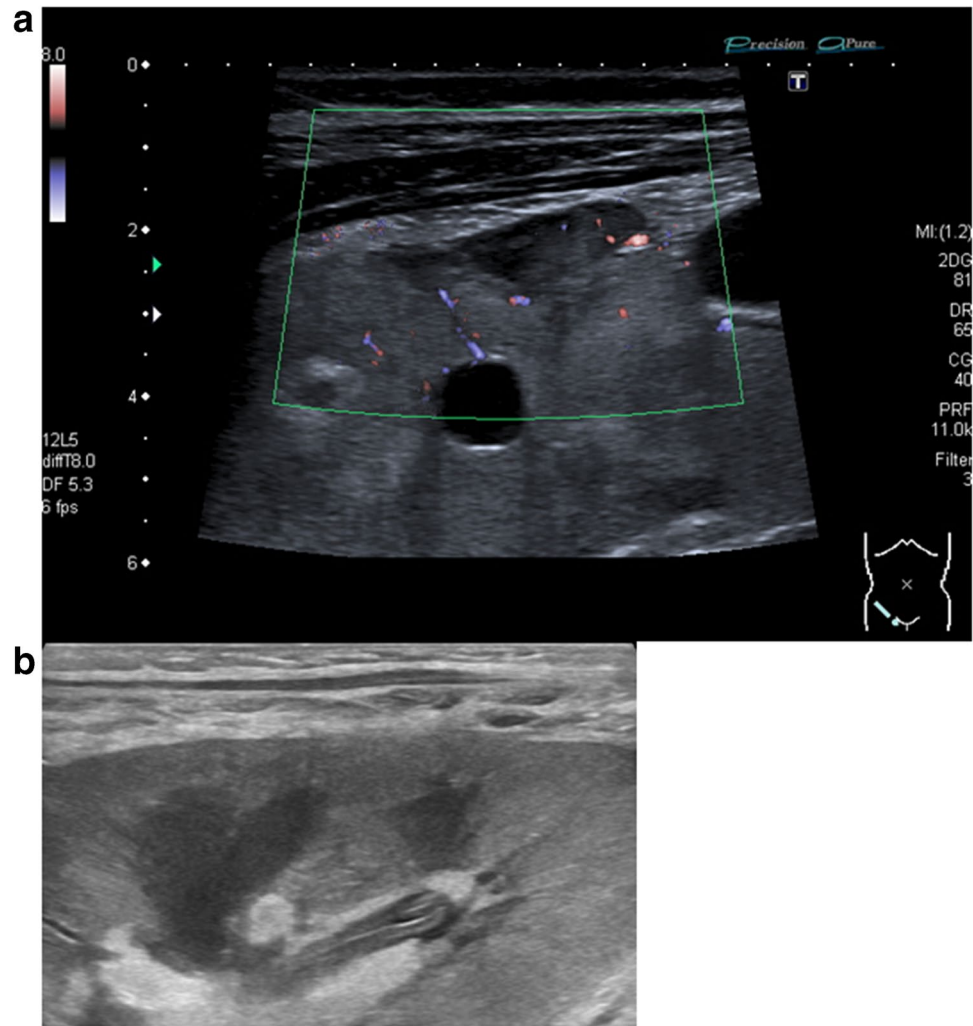 a
Precision APure
8.0
0
T
2
MI:(1.2)
2DG
81
DR
65
4
CG
40
PRF
11.0k
12L5
diffT8.0
Filter
DF 5.3
3
6 fps
6
b